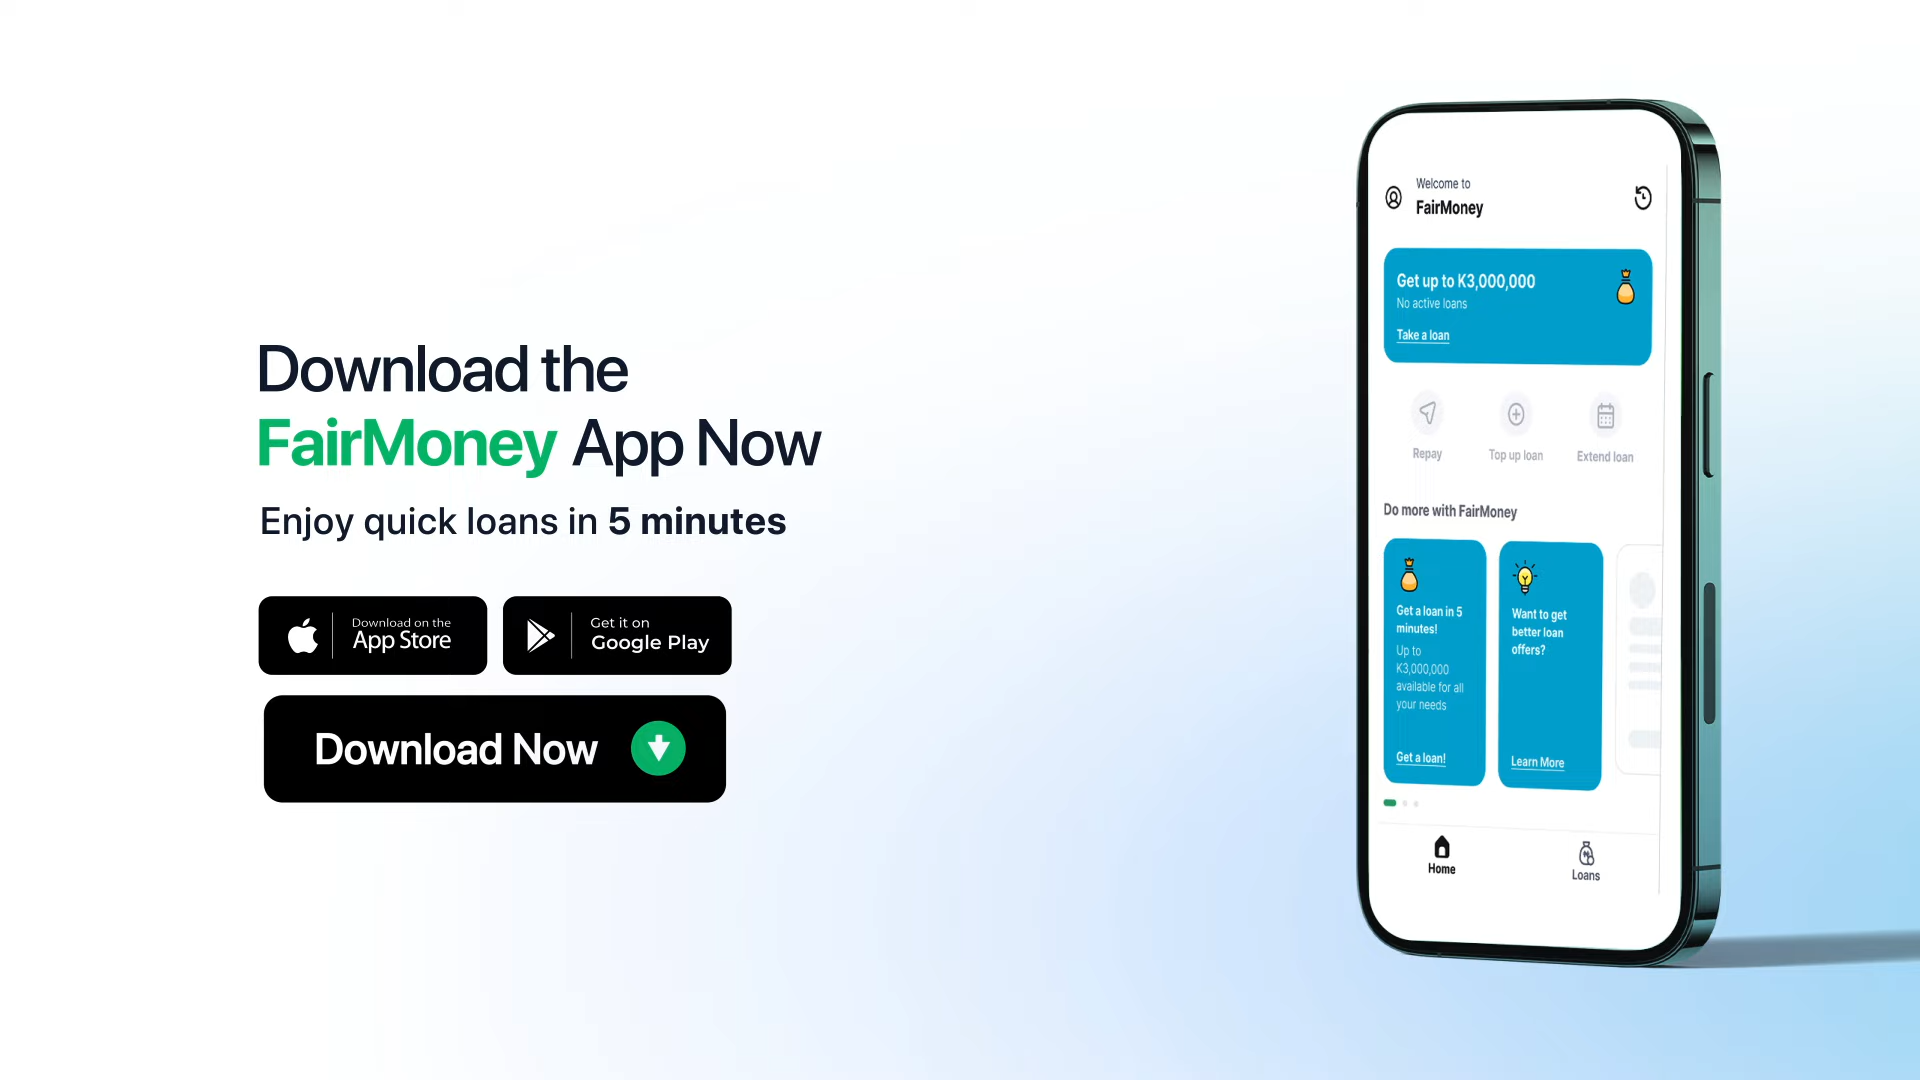 Download the
FairMoney App Now
Enjoy quick loans in 5 minutes
Download on the
App Store
Get it on
Google Play
Download Now
Welcome to
FairMoney
Get up to K3,000,000
No active loans
Take a loan
Repay
Top up loan
Extend loan
Do more with FairMoney
Get a loan in 5
minutes!
Up to
K3,000,000
available for all
your needs
Get a loan!
Want to get
better loan
offers?
Learn More
Home
Loans